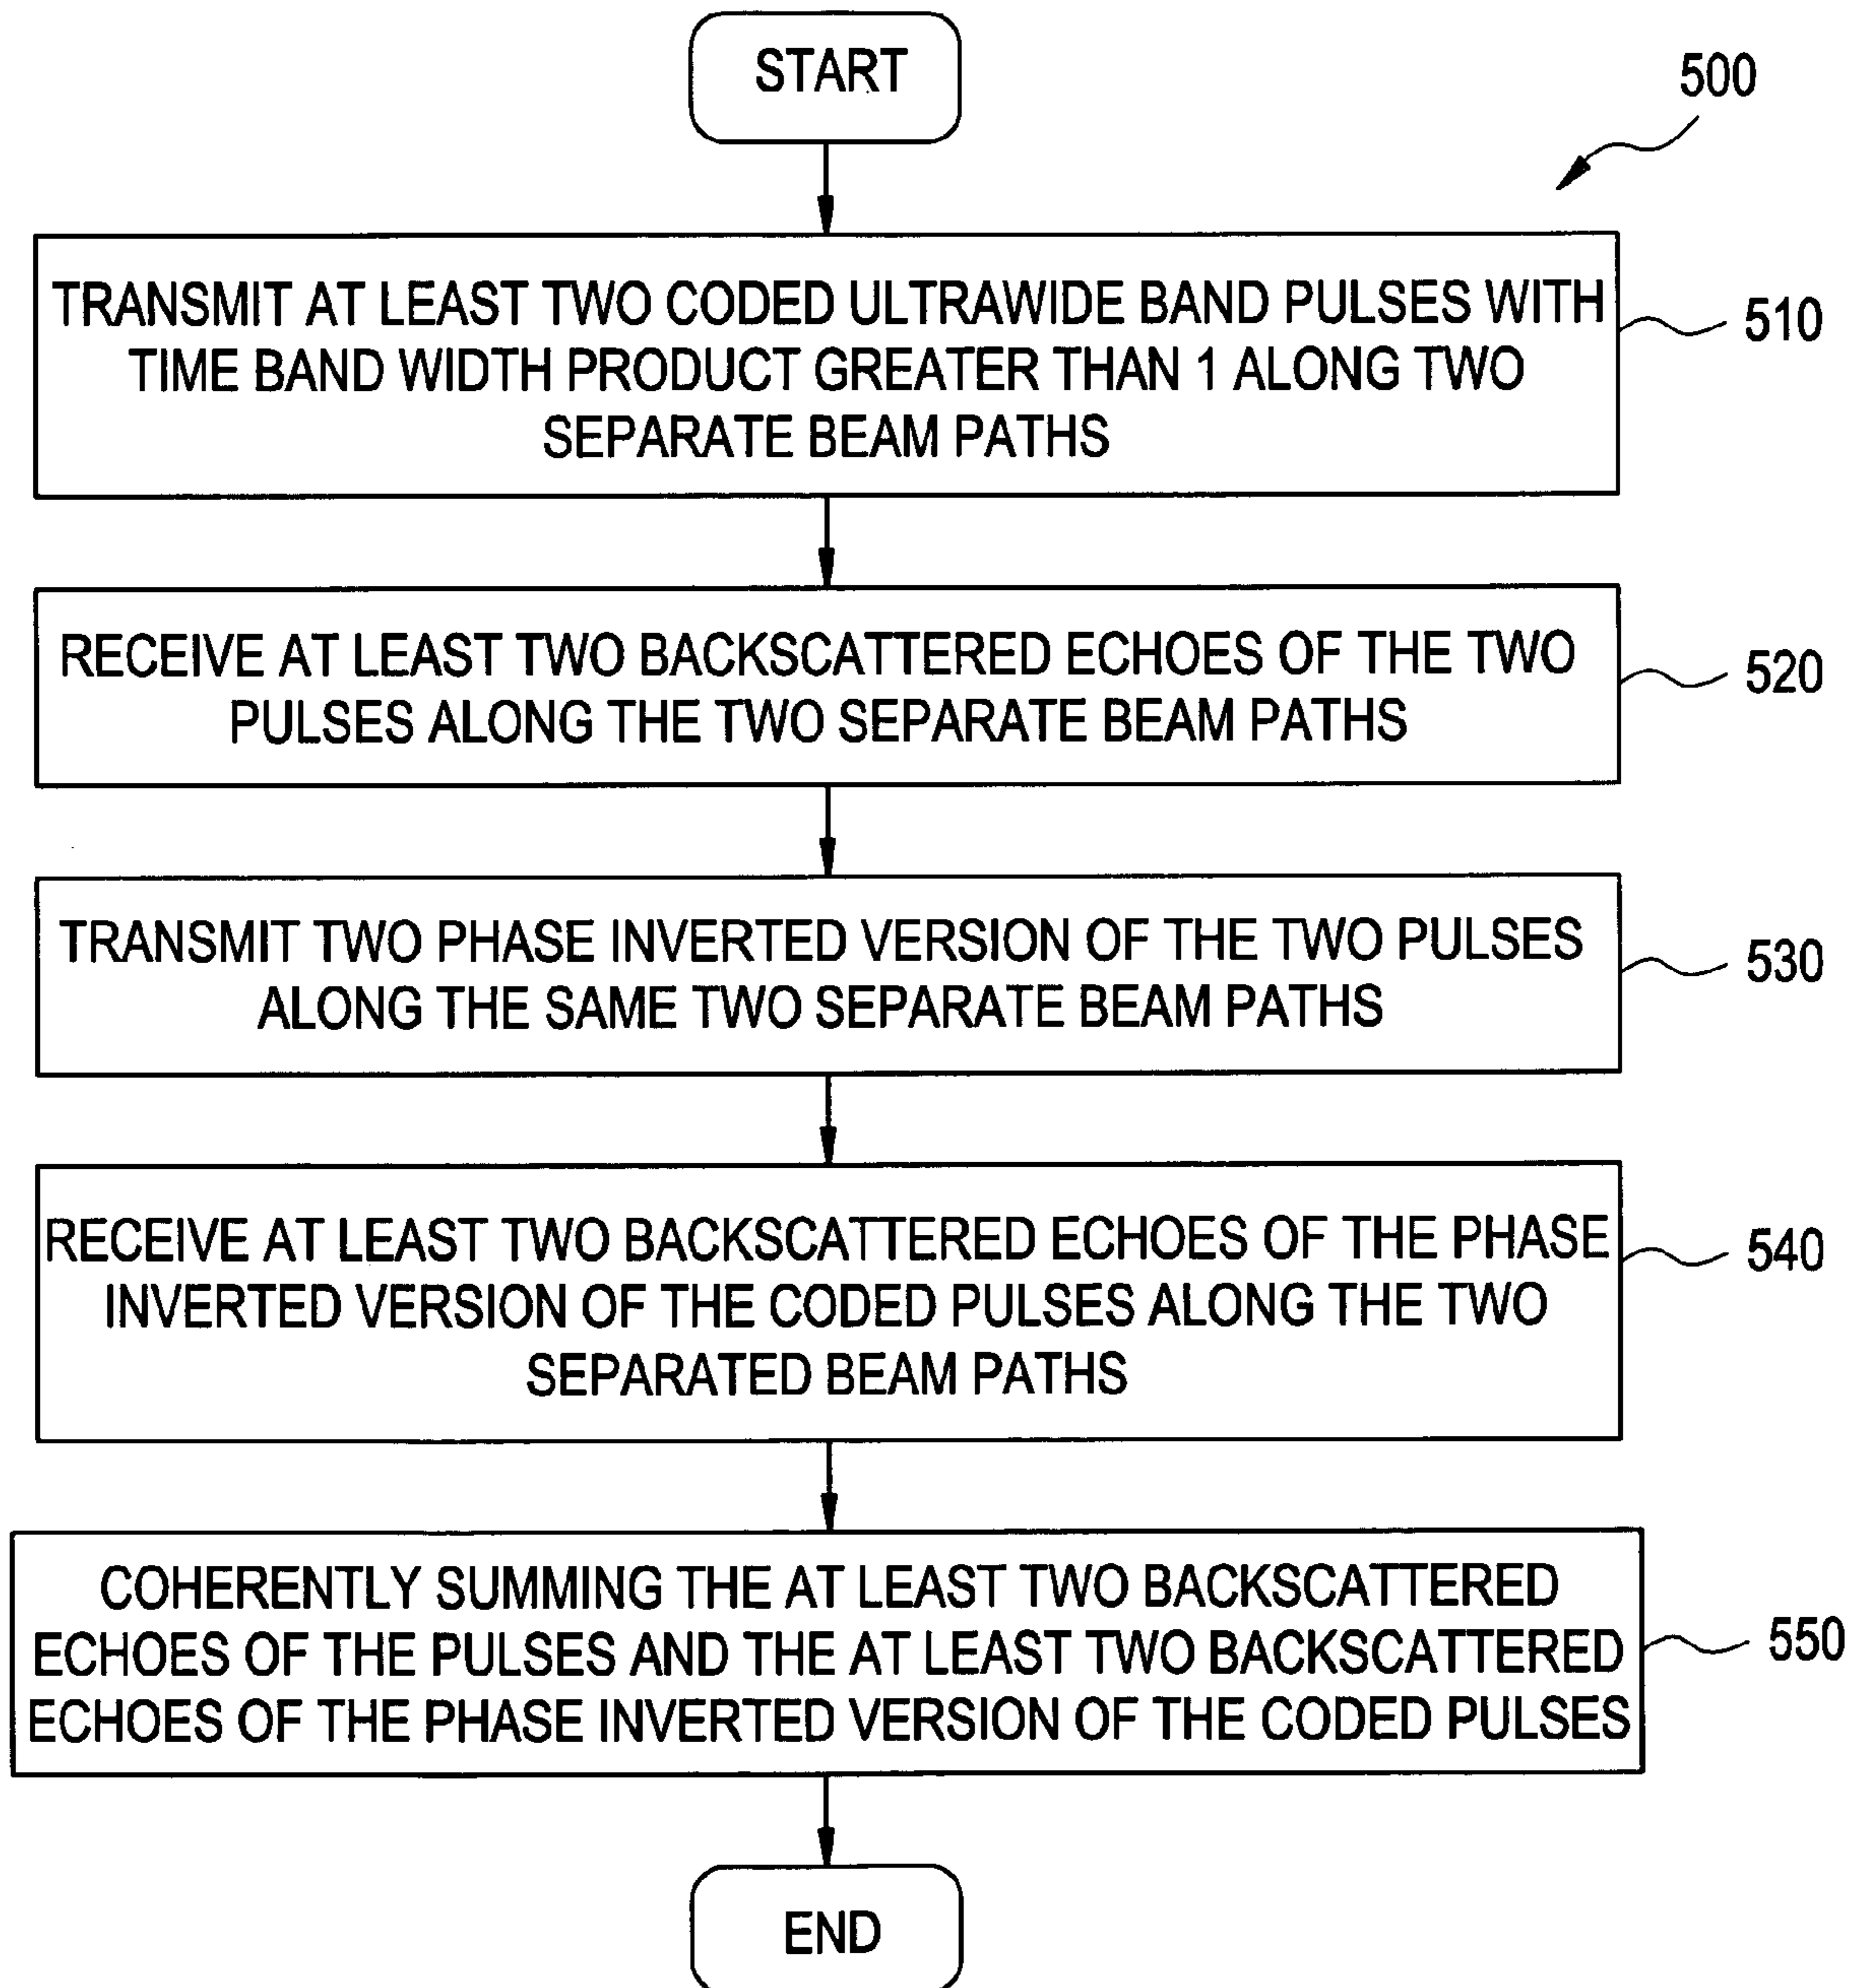 START
500
TRANSMIT AT LEAST TWO CODED ULTRAWIDE BAND PULSES WITH
TIME BAND WIDTH PRODUCT GREATER THAN 1 ALONG TWO
SEPARATE BEAM PATHS
510
RECEIVE AT LEAST TWO BACKSCATTERED ECHOES OF THE TWO
PULSES ALONG THE TWO SEPARATE BEAM PATHS
520
TRANSMIT TWO PHASE INVERTED VERSION OF THE TWO PULSES
ALONG THE SAME TWO SEPARATE BEAM PATHS
530
RECEIVE AT LEAST TWO BACKSCATTERED ECHOES OF THE PHASE
INVERTED VERSION OF THE CODED PULSES ALONG THE TWO
SEPARATED BEAM PATHS
540
COHERENTLY SUMMING THE AT LEAST TWO BACKSCATTERED
ECHOES OF THE PULSES AND THE AT LEAST TWO BACKSCATTERED
ECHOES OF THE PHASE INVERTED VERSION OF THE CODED PULSES
550
END